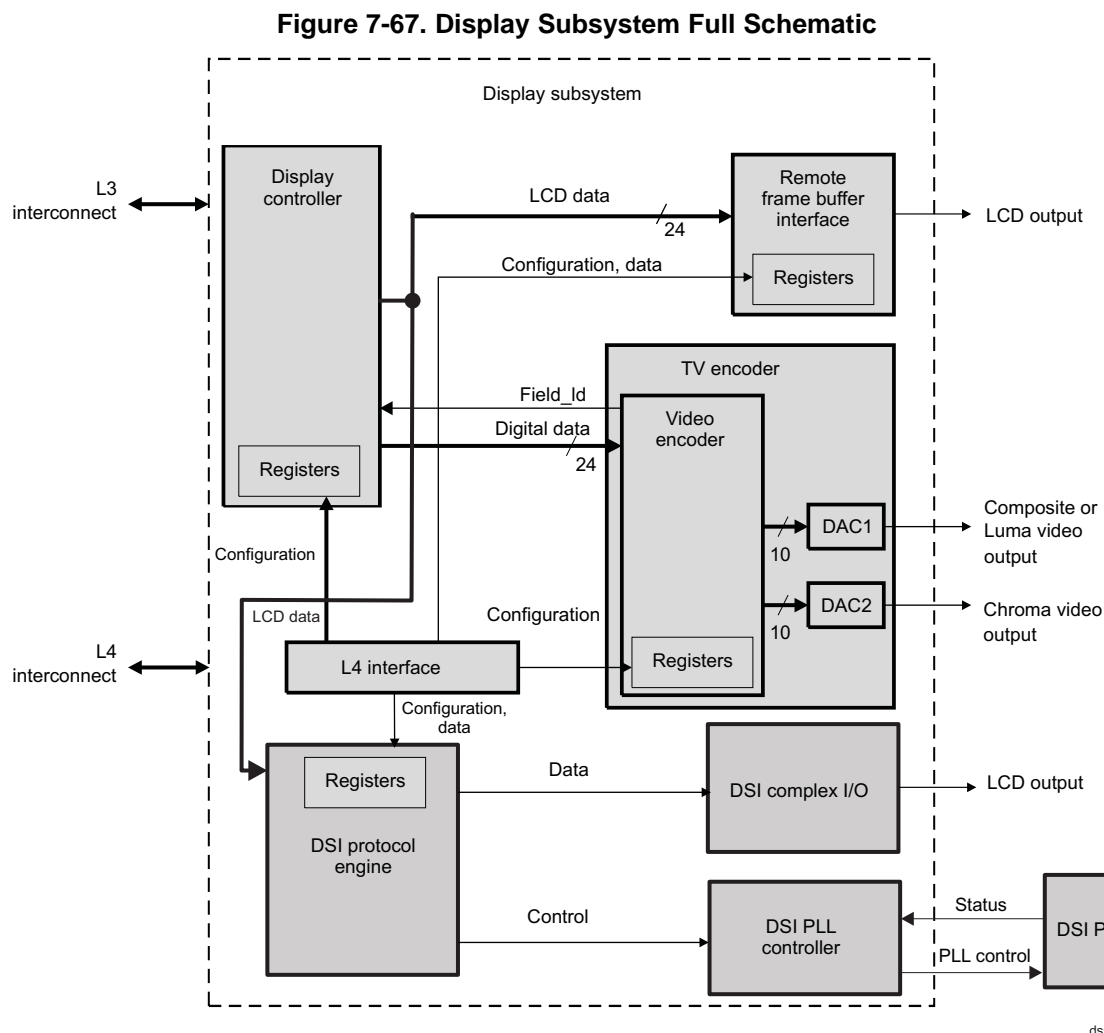 Figure 7-67. Display Subsystem Full Schematic
Display subsystem
Display
controller
L3
interconnect
LCD data
24
Remote
frame buffer
interface
LCD output
Configuration, data
Registers
TV encoder
Field_Id
Video
encoder
Digital data
24
Registers
Configuration
10
DAC1
Composite or
Luma video
output
LCD data
Configuration
10
DAC2
Chroma video
output
L4
interconnect
L4 interface
Registers
Configuration,
data
Registers
DSI protocol
engine
Data
DSI complex I/O
LCD output
Control
DSI PLL
controller
Status
PLL control
DSI